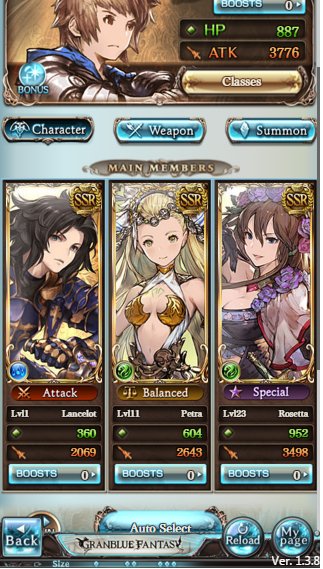 BOOSTS 0
HP 887
ATK 3776
BONUS
Classes
Character Weapon Summon
MAIN MEMBERS
SSR SSR SSR
Attack Balanced Special
Lvl1 Lancelot Lvl11 Petra Lvl23 Rosetta
360 604 952
2069 2643 3498
BOOSTS 0 BOOSTS 0 BOOSTS 0
Auto Select
Back GRANBLUE FANTASY Reload My page
Size
Ver. 1.3.8